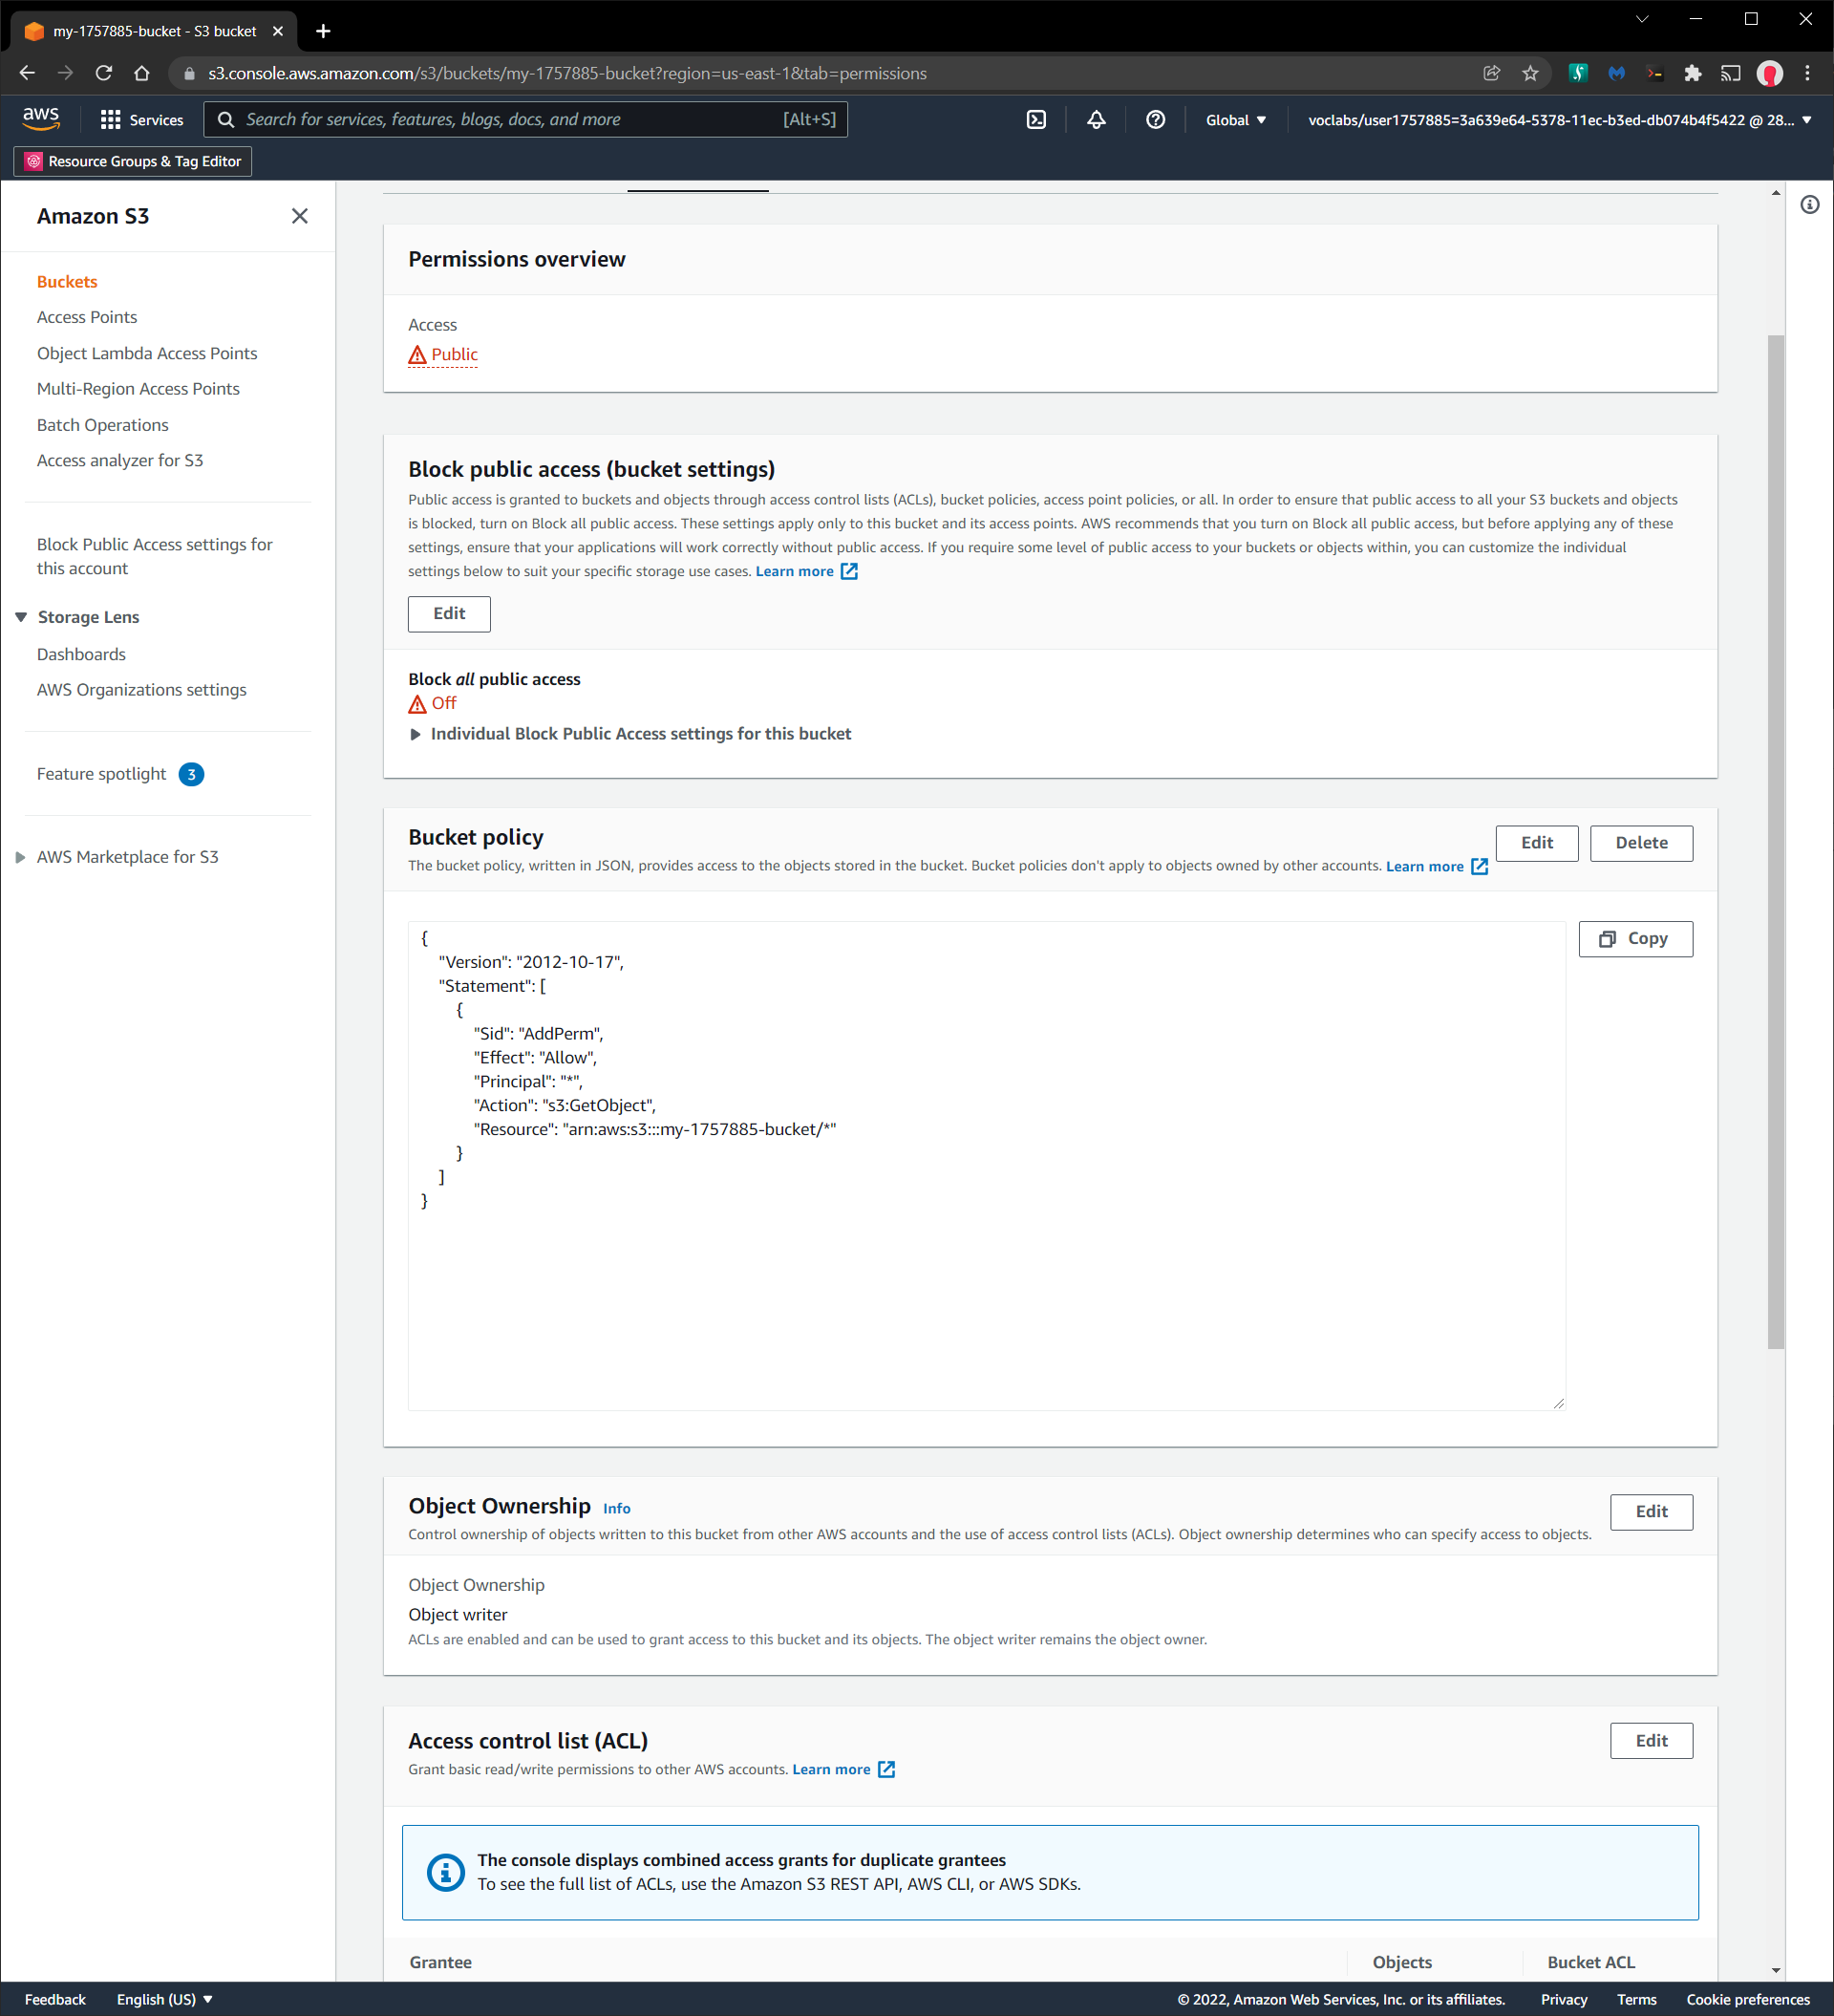 my-1757885-bucket - S3 bucket
s3.console.aws.amazon.com/s3/buckets/my-1757885-bucket?region=us-east-1&tab=permissions
aws
Services
Search for services, features, blogs, docs, and more
[Alt+S]
Global
voclabs/user1757885=3a639e64-5378-11ec-b3ed-db074b4f5422 @ 28...
Resource Groups & Tag Editor
Amazon S3
Buckets
Access Points
Object Lambda Access Points
Multi-Region Access Points
Batch Operations
Access analyzer for S3
Block Public Access settings for
this account
Storage Lens
Dashboards
AWS Organizations settings
Feature spotlight 3
AWS Marketplace for S3
Permissions overview
Access
Public
Block public access (bucket settings)
Public access is granted to buckets and objects through access control lists (ACLs), bucket policies, access point policies, or all. In order to ensure that public access to all your S3 buckets and objects
is blocked, turn on Block all public access. These settings apply only to this bucket and its access points. AWS recommends that you turn on Block all public access, but before applying any of these
settings, ensure that your applications will work correctly without public access. If you require some level of public access to your buckets or objects within, you can customize the individual
settings below to suit your specific storage use cases. Learn more
Edit
Block all public access
Off
Individual Block Public Access settings for this bucket
Bucket policy
The bucket policy, written in JSON, provides access to the objects stored in the bucket. Bucket policies don't apply to objects owned by other accounts. Learn more
Edit
Delete
Copy
{
"Version": "2012-10-17",
"Statement": [
{
"Sid": "AddPerm",
"Effect": "Allow",
"Principal": "*",
"Action": "s3:GetObject",
"Resource": "arn:aws:s3:::my-1757885-bucket/*"
}
]
}
Object Ownership Info
Control ownership of objects written to this bucket from other AWS accounts and the use of access control lists (ACLs). Object ownership determines who can specify access to objects.
Edit
Object Ownership
Object writer
ACLs are enabled and can be used to grant access to this bucket and its objects. The object writer remains the object owner.
Access control list (ACL)
Grant basic read/write permissions to other AWS accounts. Learn more
Edit
The console displays combined access grants for duplicate grantees
To see the full list of ACLs, use the Amazon S3 REST API, AWS CLI, or AWS SDKs.
Grantee
Objects
Bucket ACL
Feedback
English (US)
© 2022, Amazon Web Services, Inc. or its affiliates.
Privacy
Terms
Cookie preferences